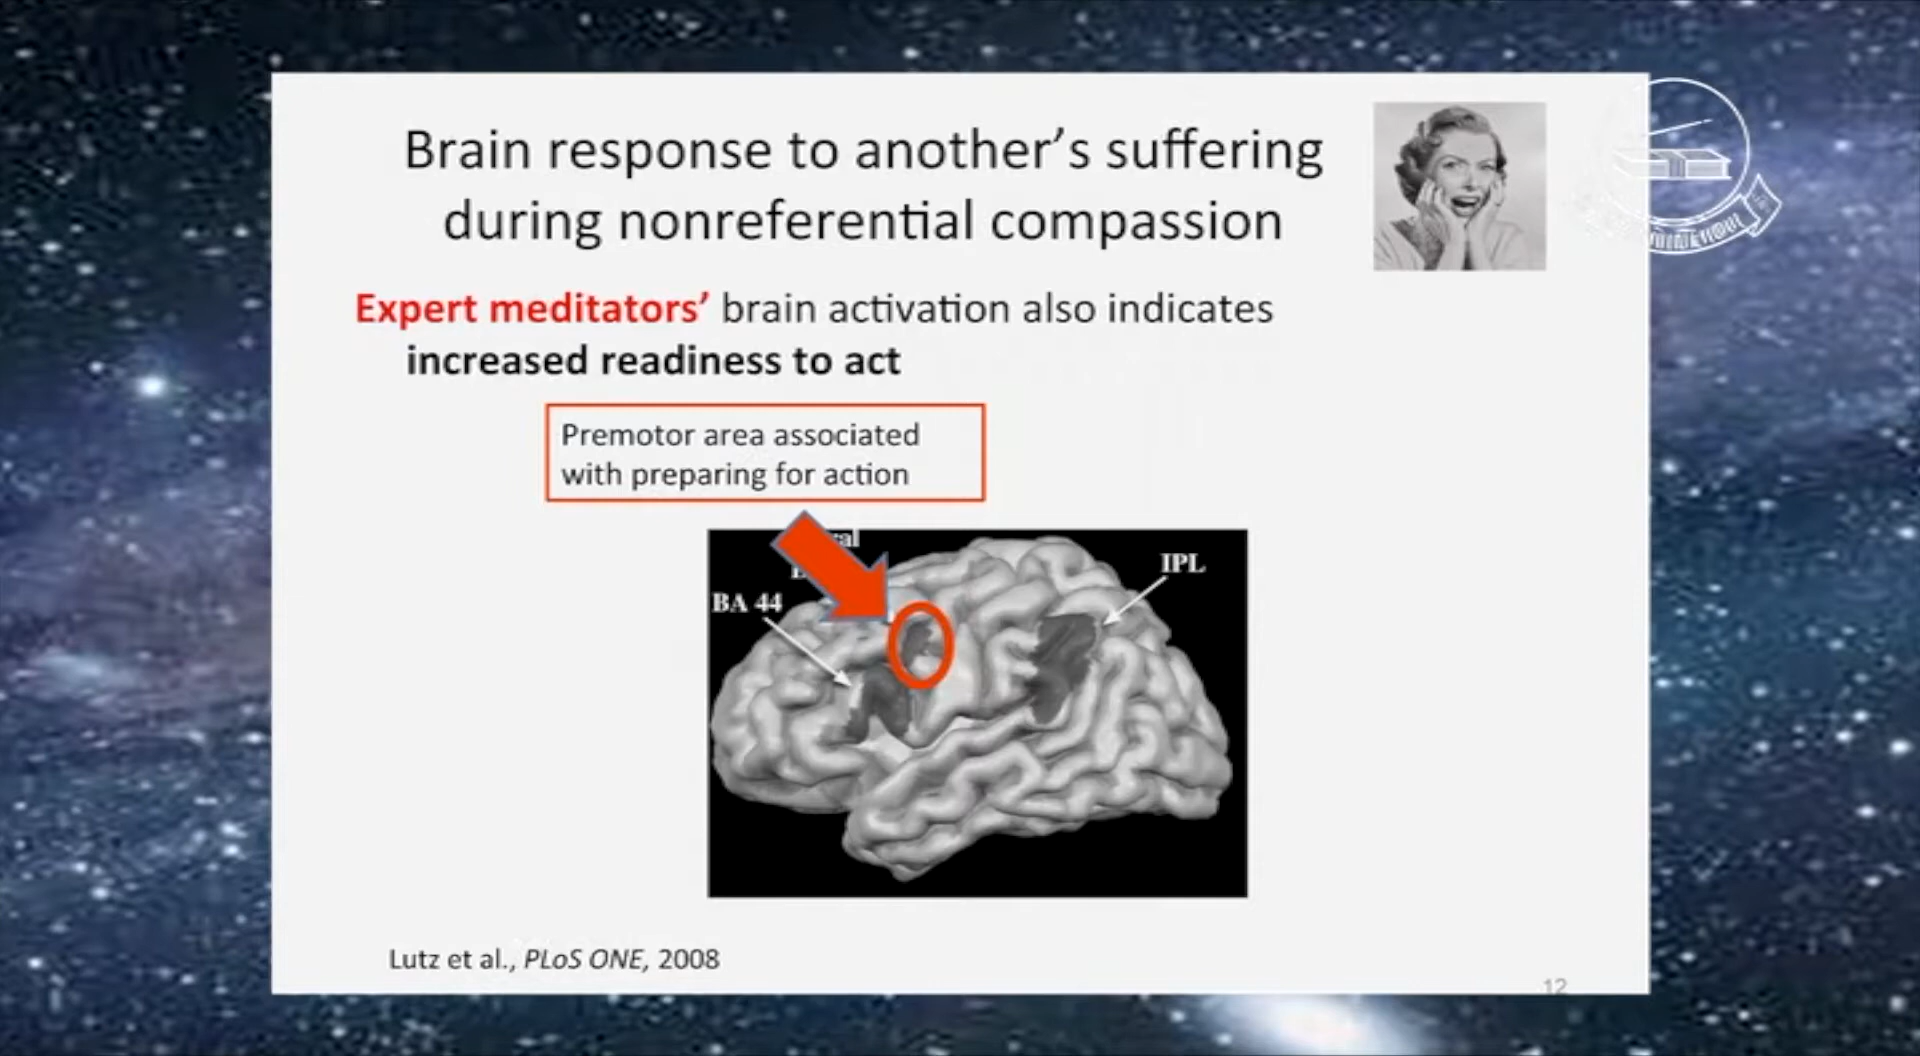 Brain response to another's suffering
during nonreferential compassion
Expert meditators' brain activation also indicates
increased readiness to act
Premotor area associated
with preparing for action
BA 44
IPL
Lutz et al., PLoS ONE, 2008
12